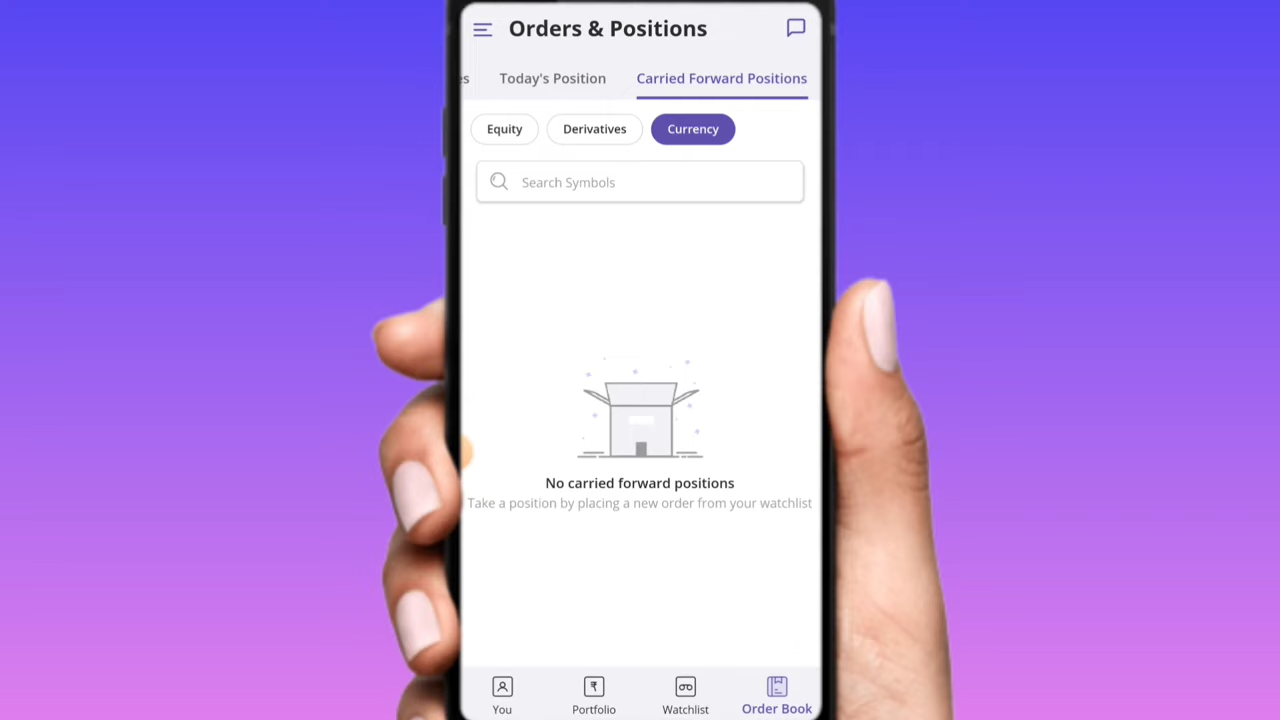 Orders & Positions
s Today's Position Carried Forward Positions
Equity Derivatives Currency
Search Symbols
No carried forward positions
Take a position by placing a new order from your watchlist
You Portfolio Watchlist Order Book